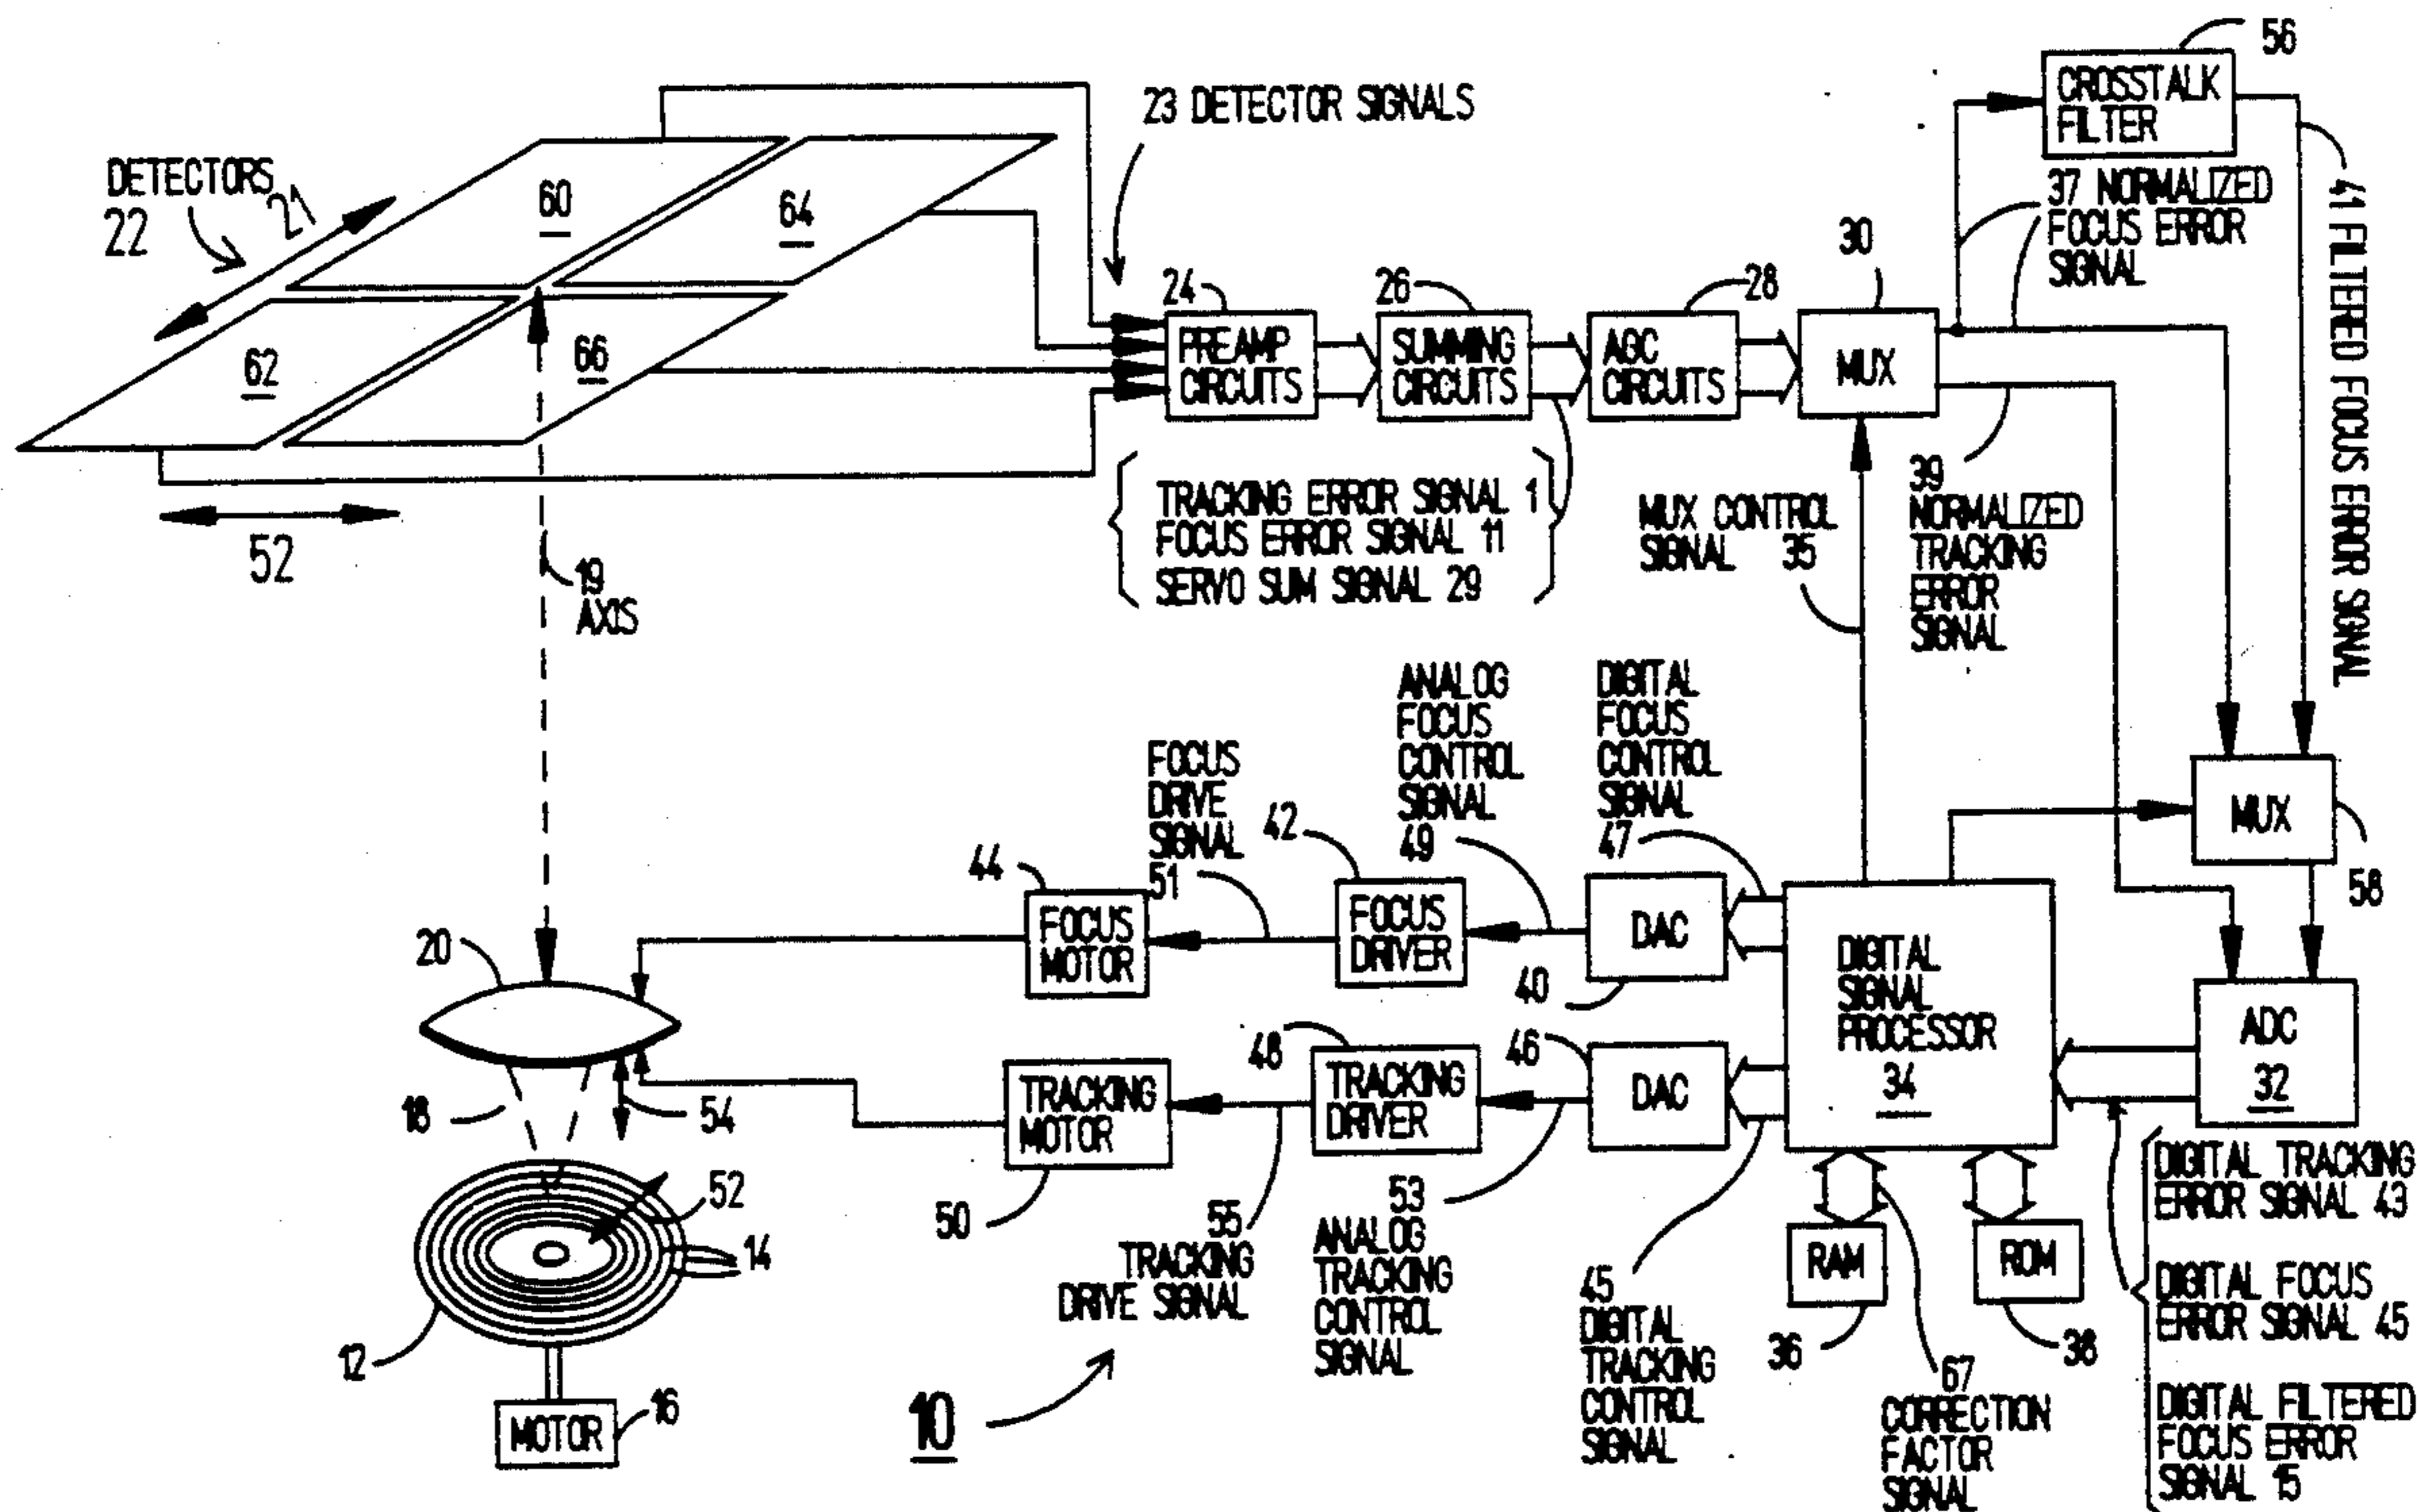 56
CROSSTALK
FILTER
23 DETECTOR SIGNALS
DETECTORS
22
21
60
64
62
66
37 NORMALIZED
FOCUS ERROR
SIGNAL
41 FILTERED FOCUS ERROR SIGNAL
24
PREAMP
CIRCUITS
26
SUMMING
CIRCUITS
28
AGC
CIRCUITS
30
MUX
TRACKING ERROR SIGNAL 1
FOCUS ERROR SIGNAL 11
SERVO SUM SIGNAL 29
52
19
AXIS
MUX CONTROL
SIGNAL 35
39
NORMALIZED
TRACKING
ERROR
SIGNAL
FOCUS
DRIVE
SIGNAL
51
ANALOG
FOCUS
CONTROL
SIGNAL
49
DIGITAL
FOCUS
CONTROL
SIGNAL
47
MUX
58
20
44
FOCUS
MOTOR
42
FOCUS
DRIVER
DAC
40
DIGITAL
SIGNAL
PROCESSOR
34
ADC
32
18
54
TRACKING
MOTOR
50
48
TRACKING
DRIVER
46
DAC
52
14
12
MOTOR
16
55
TRACKING
DRIVE SIGNAL
53
ANALOG
TRACKING
CONTROL
SIGNAL
45
DIGITAL
TRACKING
CONTROL
SIGNAL
RAM
36
ROM
38
67
CORRECTION
FACTOR
SIGNAL
DIGITAL TRACKING
ERROR SIGNAL 43
DIGITAL FOCUS
ERROR SIGNAL 45
DIGITAL FILTERED
FOCUS ERROR
SIGNAL 15
10